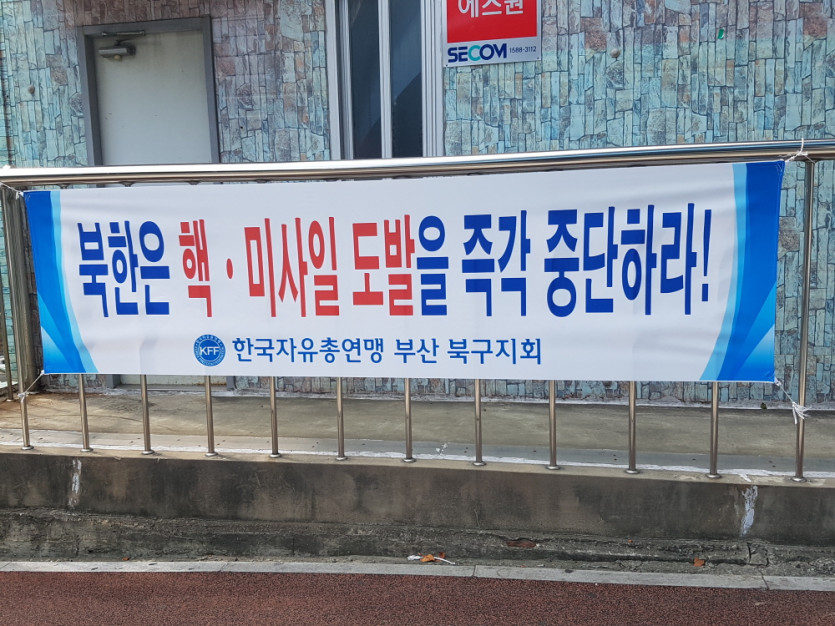 에스원
SECOM 1588-3112
북한은 핵·미사일 도발을 즉각 중단하라!
KFF 한국자유총연맹 부산 북구지회